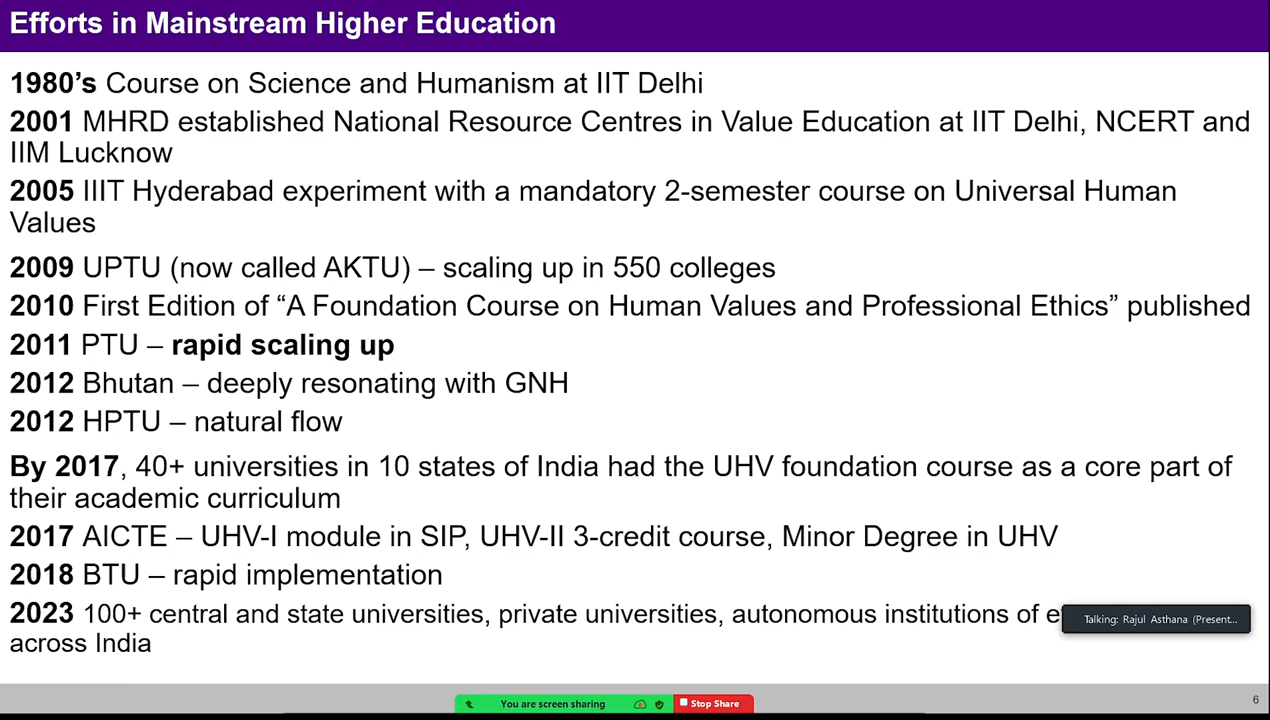 Efforts in Mainstream Higher Education
1980’s Course on Science and Humanism at IIT Delhi
2001 MHRD established National Resource Centres in Value Education at IIT Delhi, NCERT and
IIM Lucknow
2005 IIIT Hyderabad experiment with a mandatory 2-semester course on Universal Human
Values
2009 UPTU (now called AKTU) – scaling up in 550 colleges
2010 First Edition of “A Foundation Course on Human Values and Professional Ethics” published
2011 PTU – rapid scaling up
2012 Bhutan – deeply resonating with GNH
2012 HPTU – natural flow
By 2017, 40+ universities in 10 states of India had the UHV foundation course as a core part of
their academic curriculum
2017 AICTE – UHV-I module in SIP, UHV-II 3-credit course, Minor Degree in UHV
2018 BTU – rapid implementation
2023 100+ central and state universities, private universities, autonomous institutions of
Talking: Rajul Asthana (Present...
across India
You are screen sharing
Stop Share
6